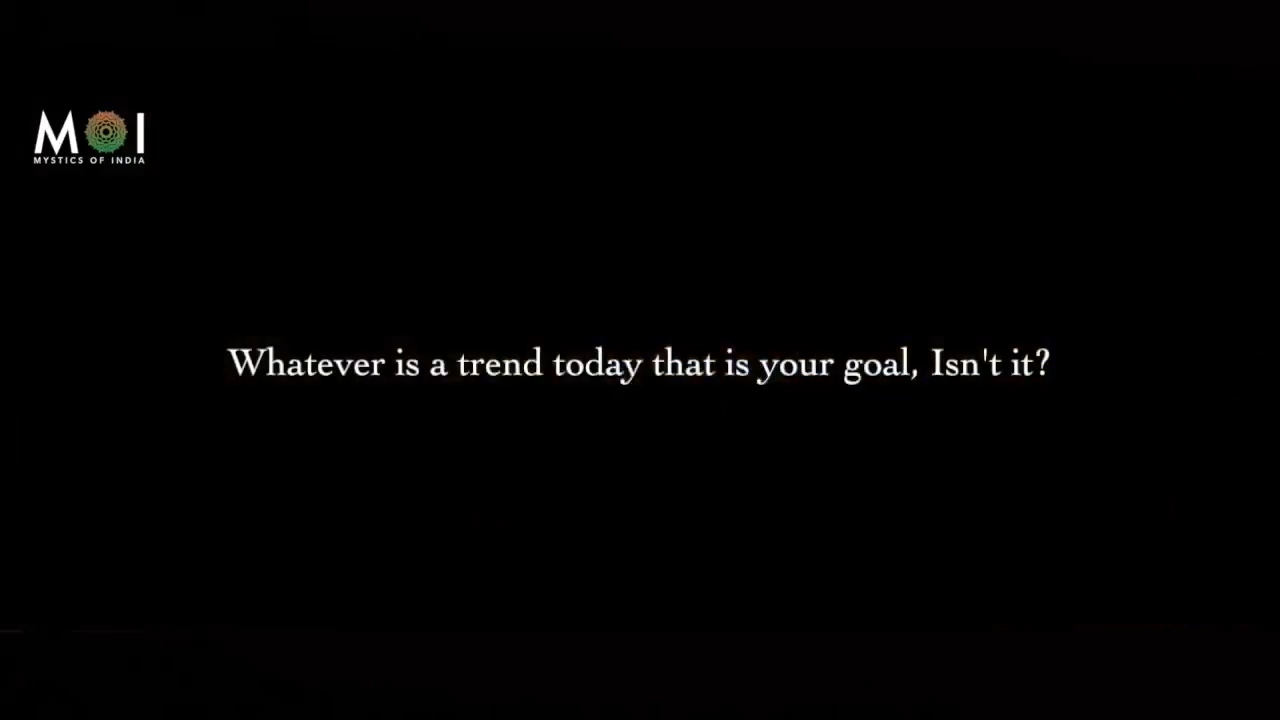 MOI
MYSTICS OF INDIA
Whatever is a trend today that is your goal, Isn't it?